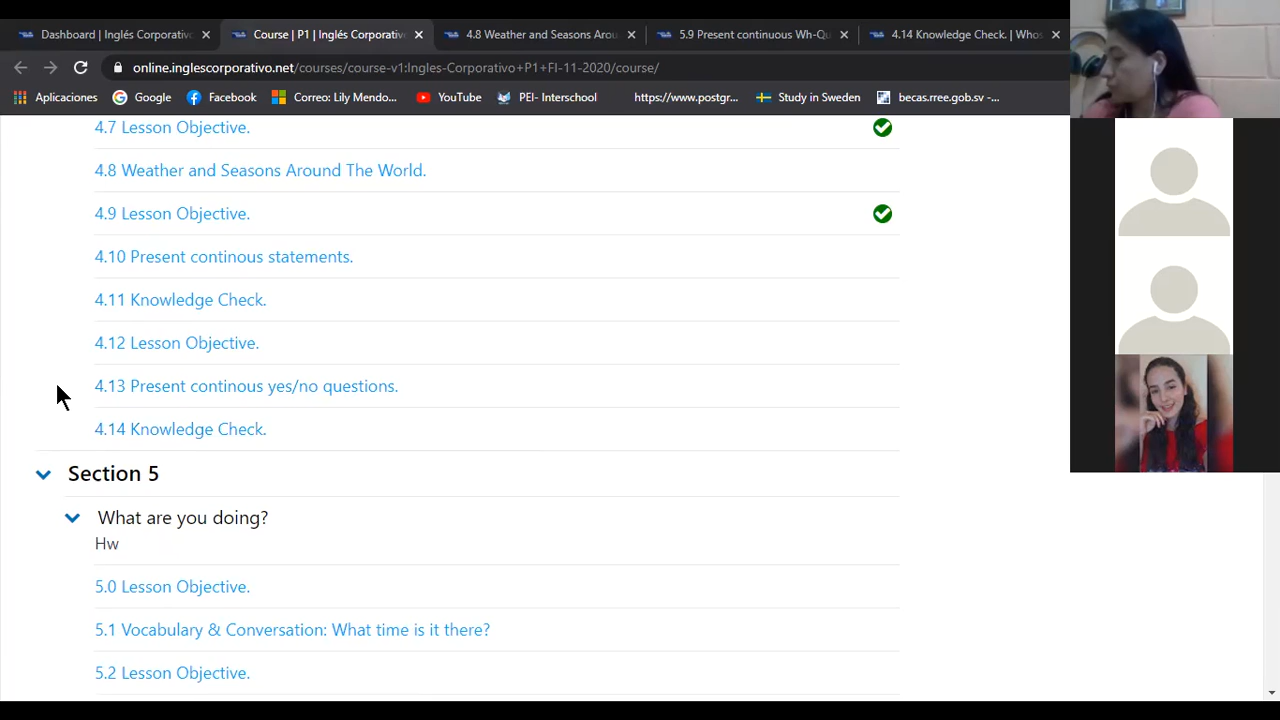 Dashboard | Inglés Corporativo
Course | P1 | Inglés Corporativo
4.8 Weather and Seasons Arou
5.9 Present continuous Wh-Qu
4.14 Knowledge Check. | Whos
online.inglescorporativo.net/courses/course-v1:Ingles-Corporativo+P1+FI-11-2020/course/
Aplicaciones
Google
Facebook
Correo: Lily Mendo...
YouTube
PEI- Interschool
https://www.postgr...
Study in Sweden
becas.rree.gob.sv -...
4.7 Lesson Objective.
4.8 Weather and Seasons Around The World.
4.9 Lesson Objective.
4.10 Present continous statements.
4.11 Knowledge Check.
4.12 Lesson Objective.
4.13 Present continous yes/no questions.
4.14 Knowledge Check.
Section 5
What are you doing?
Hw
5.0 Lesson Objective.
5.1 Vocabulary & Conversation: What time is it there?
5.2 Lesson Objective.